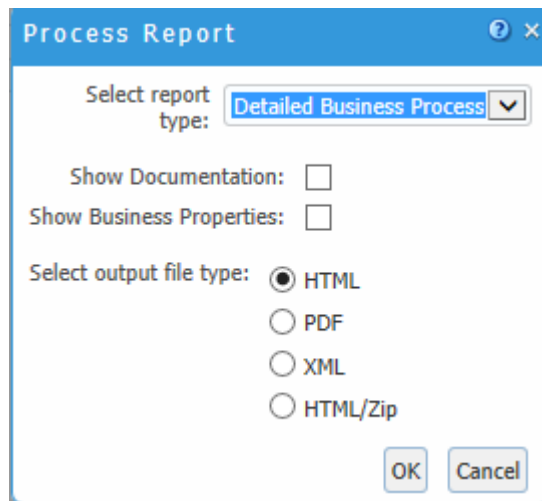 Process Report
Select report
type:
Detailed Business Process
Show Documentation:
Show Business Properties:
Select output file type:
HTML
PDF
XML
HTML/Zip
OK
Cancel